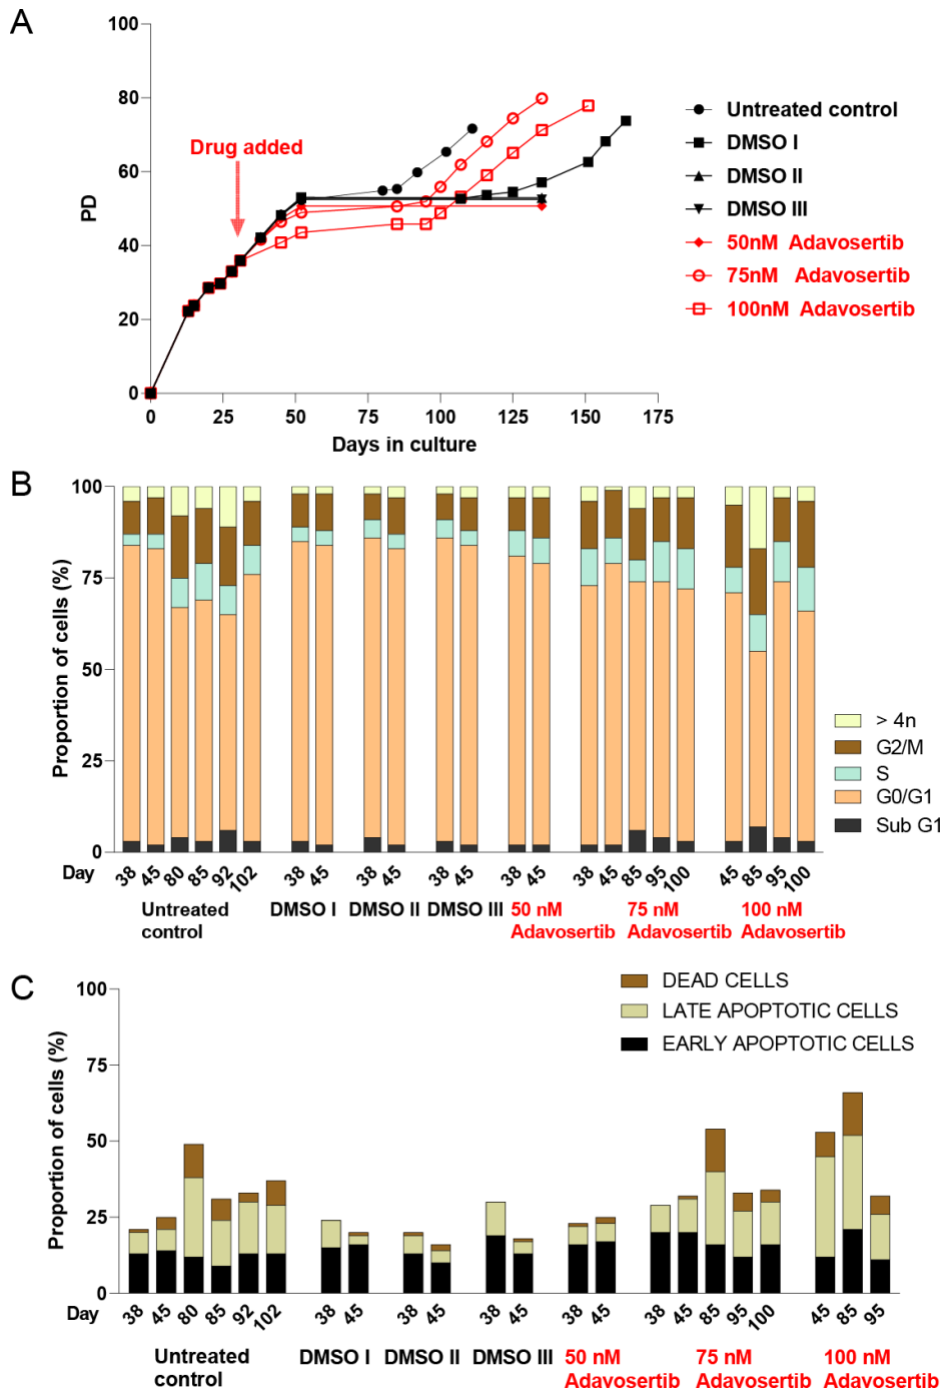 A
100
80
60
40
20
0
PD
Drug added
0 25 50 75 100 125 150 175
Days in culture
Untreated control
DMSO I
DMSO II
DMSO III
50nM Adavosertib
75nM Adavosertib
100nM Adavosertib
B
100
75
50
25
0
Proportion of cells (%)
> 4n
G2/M
S
G0/G1
Sub G1
Day 38 45 80 85 92 102 38 45 38 45 38 45 38 45 38 45 85 95 100 45 85 95 100
Untreated control
DMSO I
DMSO II
DMSO III
50 nM Adavosertib
75 nM Adavosertib
100 nM Adavosertib
C
100
75
50
25
0
Proportion of cells (%)
DEAD CELLS
LATE APOPTOTIC CELLS
EARLY APOPTOTIC CELLS
Day 38 45 80 85 92 102 38 45 38 45 38 45 38 45 38 45 85 95 100 45 85 95
Untreated control
DMSO I
DMSO II
DMSO III
50 nM Adavosertib
75 nM Adavosertib
100 nM Adavosertib